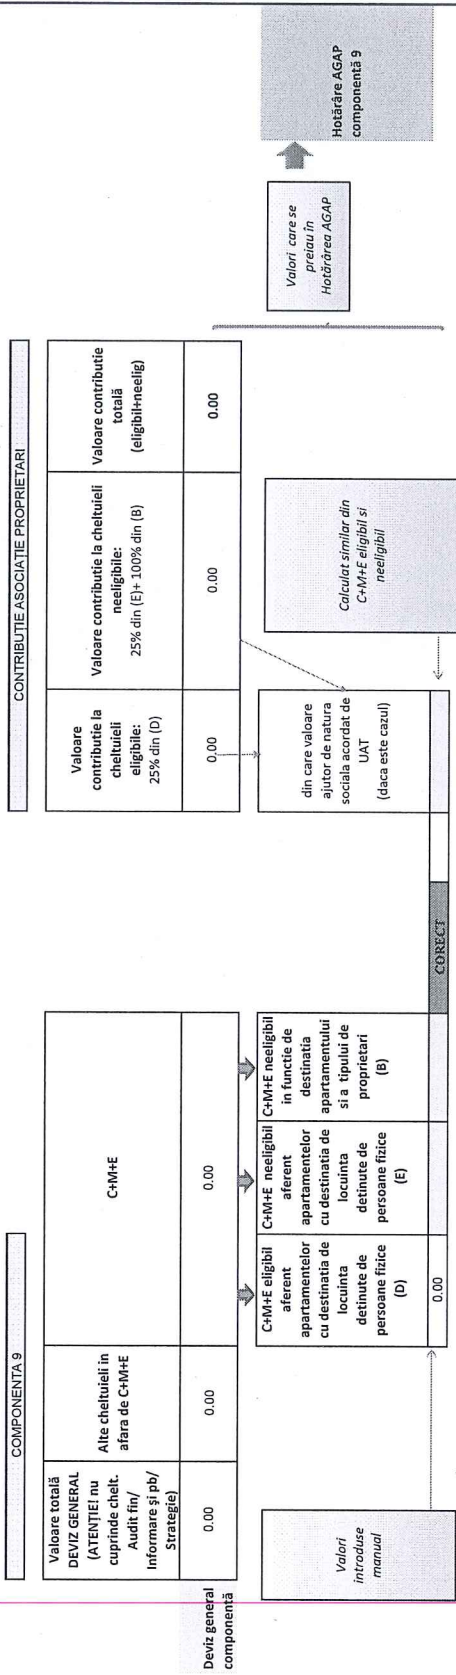 COMPONENTA 9
CONTRIBUTIE ASOCIATIE PROPRIETARI
Valoare totală
DEVIZ GENERAL
(ATENȚIE! nu
cuprinde chelt.
Audit fin/
Informare și pb/
Strategie)
Alte cheltuieli in
afara de C+M+E
C+M+E
Valoare
contributie la
cheltuieli
eligibile:
25% din (D)
Valoare contributie la cheltuieli
neeligibile:
25% din (E)+ 100% din (B)
Valoare contributie
totală
(eligibil+neelig)
Deviz general
componentă
0.00
0.00
0.00
0.00
0.00
0.00
Valori
introduse
manual
C+M+E eligibil
aferent
apartamentelor
cu destinatia de
locuinta
detinute de
persoane fizice
(D)
C+M+E neeligibil
aferent
apartamentelor
cu destinatia de
locuinta
detinute de
persoane fizice
(E)
C+M+E neeligibil
in functie de
destinatia
apartamentului
si a tipului de
proprietari
(B)
din care valoare
ajutor de natura
sociala acordat de
UAT
(daca este cazul)
Calculat similar din
C+M+E eligibil si
neeligibil
0.00
CORECT
Valori care se
preiau în
Hotărârea AGAP
Hotărâre AGAP
componentă 9